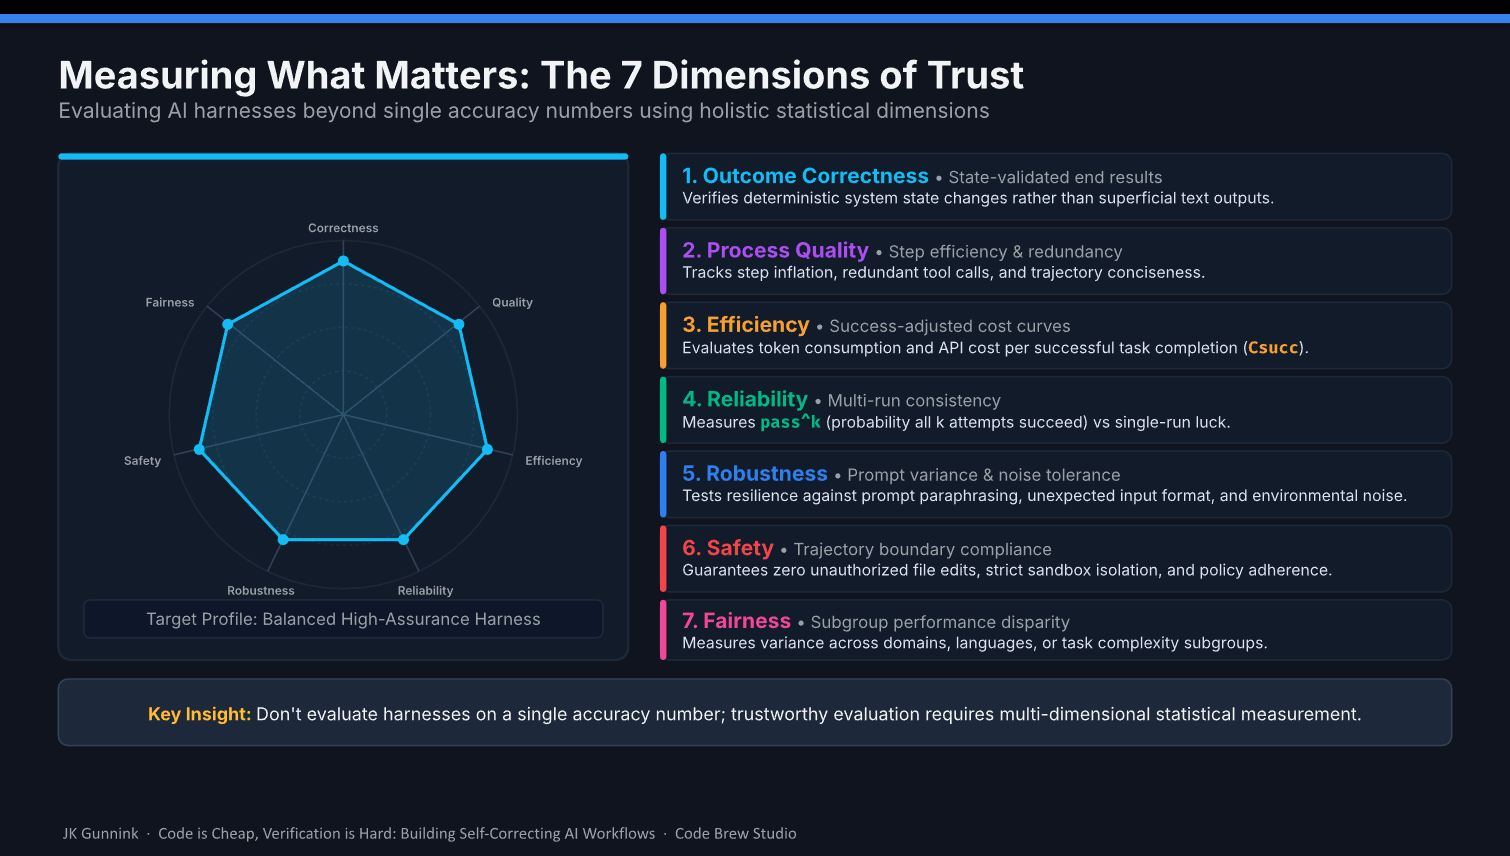 Measuring What Matters: The 7 Dimensions of Trust
Evaluating AI harnesses beyond single accuracy numbers using holistic statistical dimensions
Correctness
Fairness
Quality
Safety
Efficiency
Robustness
Reliability
Target Profile: Balanced High-Assurance Harness
1. Outcome Correctness • State-validated end results
Verifies deterministic system state changes rather than superficial text outputs.
2. Process Quality • Step efficiency & redundancy
Tracks step inflation, redundant tool calls, and trajectory conciseness.
3. Efficiency • Success-adjusted cost curves
Evaluates token consumption and API cost per successful task completion (Csucc).
4. Reliability • Multi-run consistency
Measures pass^k (probability all k attempts succeed) vs single-run luck.
5. Robustness • Prompt variance & noise tolerance
Tests resilience against prompt paraphrasing, unexpected input format, and environmental noise.
6. Safety • Trajectory boundary compliance
Guarantees zero unauthorized file edits, strict sandbox isolation, and policy adherence.
7. Fairness • Subgroup performance disparity
Measures variance across domains, languages, or task complexity subgroups.
Key Insight: Don't evaluate harnesses on a single accuracy number; trustworthy evaluation requires multi-dimensional statistical measurement.
JK Gunnink · Code is Cheap, Verification is Hard: Building Self-Correcting AI Workflows · Code Brew Studio